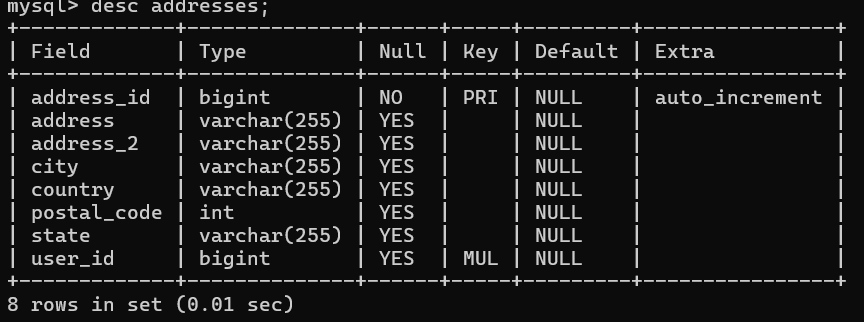 mysql> desc addresses;
+-------------+--------------+------+-----+---------+----------------+
| Field       | Type         | Null | Key | Default | Extra          |
+-------------+--------------+------+-----+---------+----------------+
| address_id  | bigint       | NO   | PRI | NULL    | auto_increment |
| address     | varchar(255) | YES  |     | NULL    |                |
| address_2   | varchar(255) | YES  |     | NULL    |                |
| city        | varchar(255) | YES  |     | NULL    |                |
| country     | varchar(255) | YES  |     | NULL    |                |
| postal_code | int          | YES  |     | NULL    |                |
| state       | varchar(255) | YES  |     | NULL    |                |
| user_id     | bigint       | YES  | MUL | NULL    |                |
+-------------+--------------+------+-----+---------+----------------+
8 rows in set (0.01 sec)